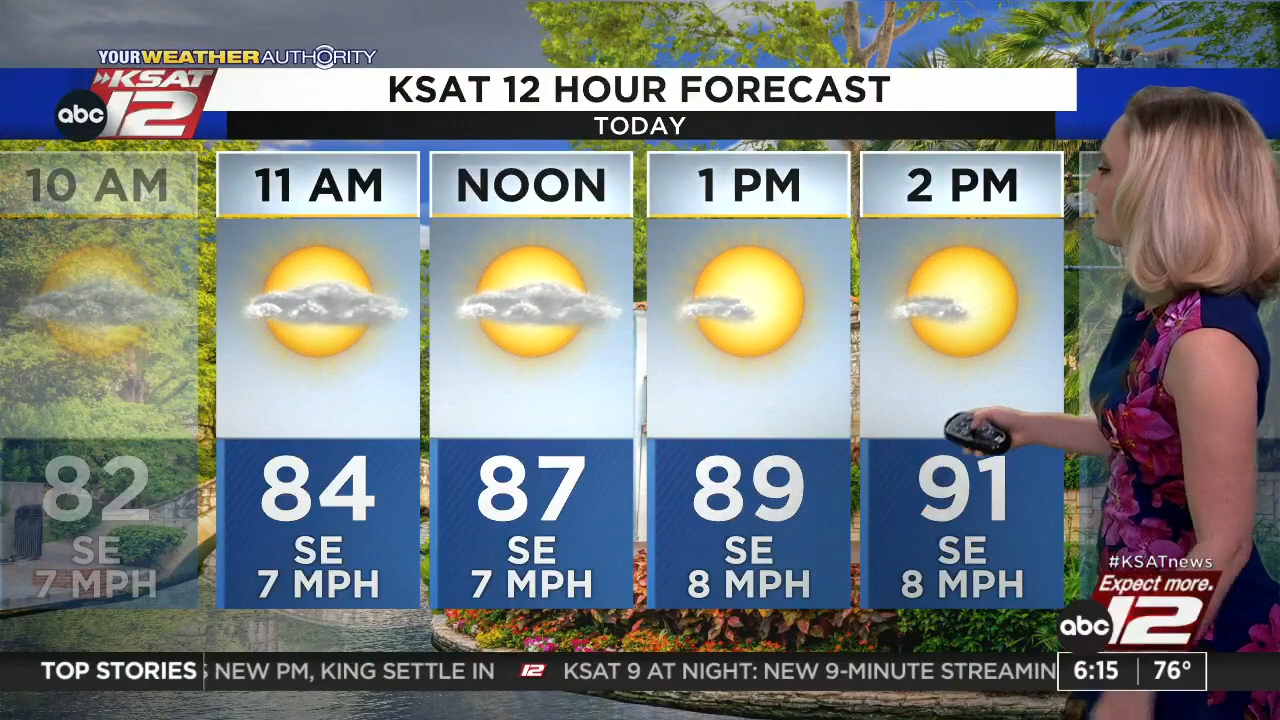 YOUR WEATHER AUTHORITY
KSAT
12
abc
KSAT 12 HOUR FORECAST
TODAY
10 AM
11 AM
NOON
1 PM
2 PM
82
84
87
89
91
SE
SE
SE
SE
SE
7 MPH
7 MPH
7 MPH
8 MPH
8 MPH
#KSATnews
Expect more.
abc
12
TOP STORIES
NEW PM, KING SETTLE IN
12
KSAT 9 AT NIGHT: NEW 9-MINUTE
6:15
76°